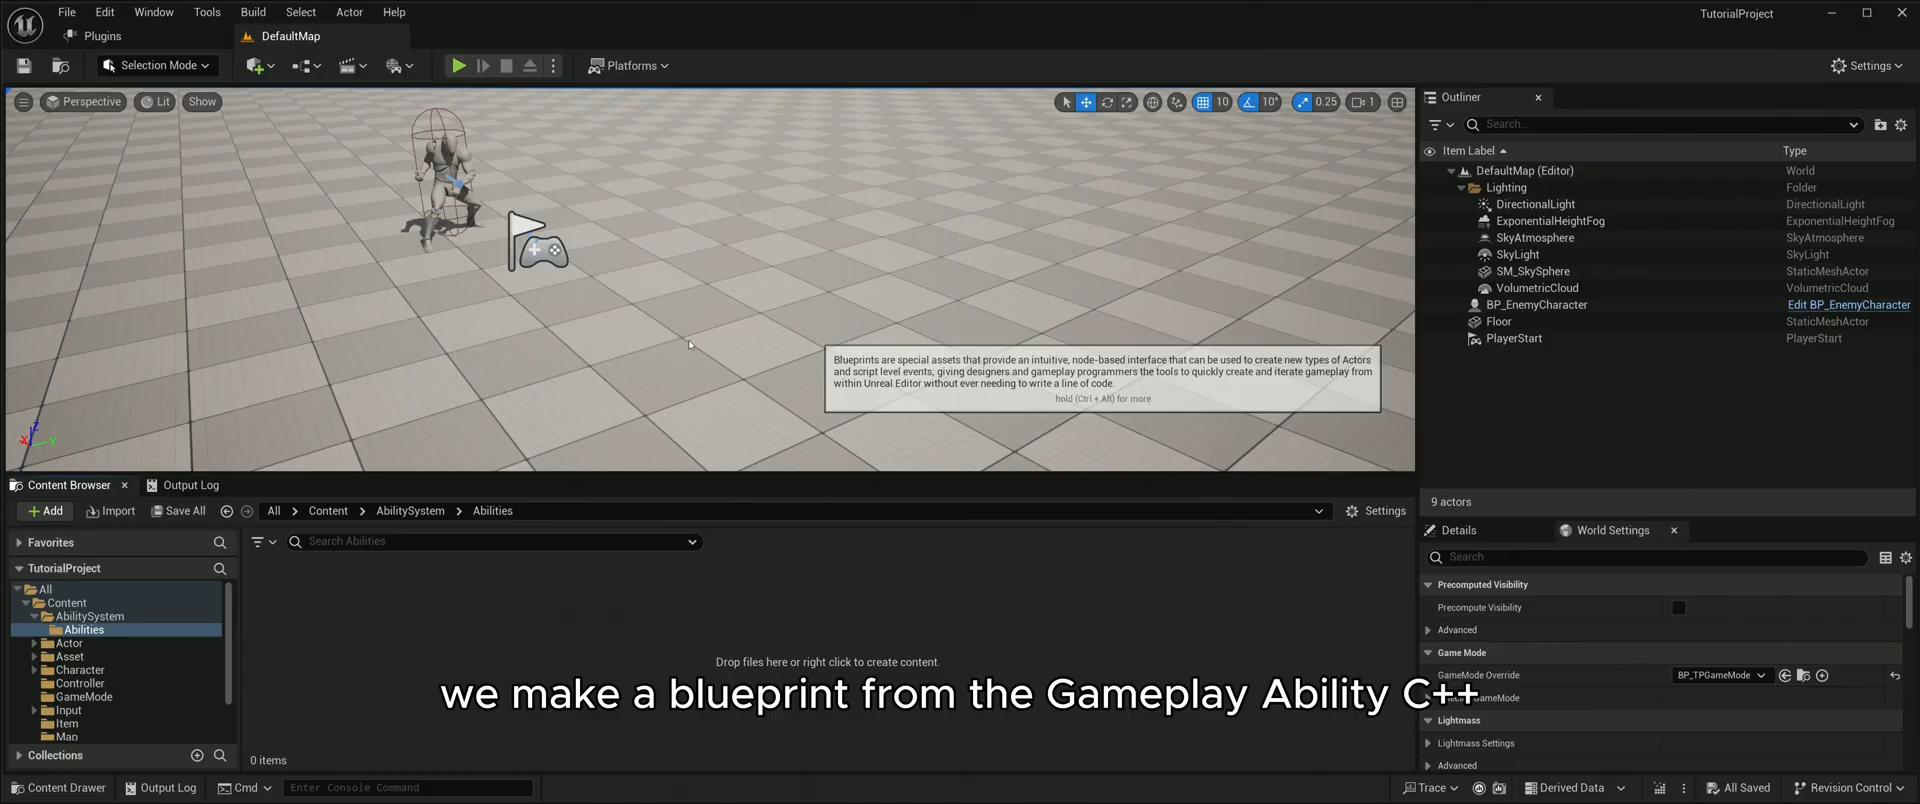 File Edit Window Tools Build Select Actor Help
TutorialProject
Plugins
DefaultMap
Selection Mode
Platforms
Settings
Perspective
Lit
Show
10
10°
0.25
1
Outliner
Search...
Item Label
Type
DefaultMap (Editor) World
Lighting Folder
DirectionalLight DirectionalLight
ExponentialHeightFog ExponentialHeightFog
SkyAtmosphere SkyAtmosphere
SkyLight SkyLight
SM_SkySphere StaticMeshActor
VolumetricCloud VolumetricCloud
BP_EnemyCharacter Edit BP_EnemyCharacter
Floor StaticMeshActor
PlayerStart PlayerStart
9 actors
Blueprints are special assets that provide an intuitive, node-based interface that can be used to create new types of Actors
and script level events; giving designers and gameplay programmers the tools to quickly create and iterate gameplay from
within Unreal Editor without ever needing to write a line of code.
hold (Ctrl + Alt) for more
X
Y
Z
Content Browser
Output Log
Add
Import
Save All
All > Content > AbilitySystem > Abilities
Settings
Favorites
TutorialProject
All
Content
AbilitySystem
Abilities
Actor
Asset
Character
Controller
GameMode
Input
Item
Map
Collections
Search Abilities
Drop files here or right click to create content.
we make a blueprint from the Gameplay Ability C++
0 items
Details
World Settings
Search
Precomputed Visibility
Precompute Visibility
Advanced
Game Mode
GameMode Override BP_TPGameMode
GameMode
Lightmass
Lightmass Settings
Advanced
Content Drawer
Output Log
Cmd
Enter Console Command
Trace
Derived Data
All Saved
Revision Control